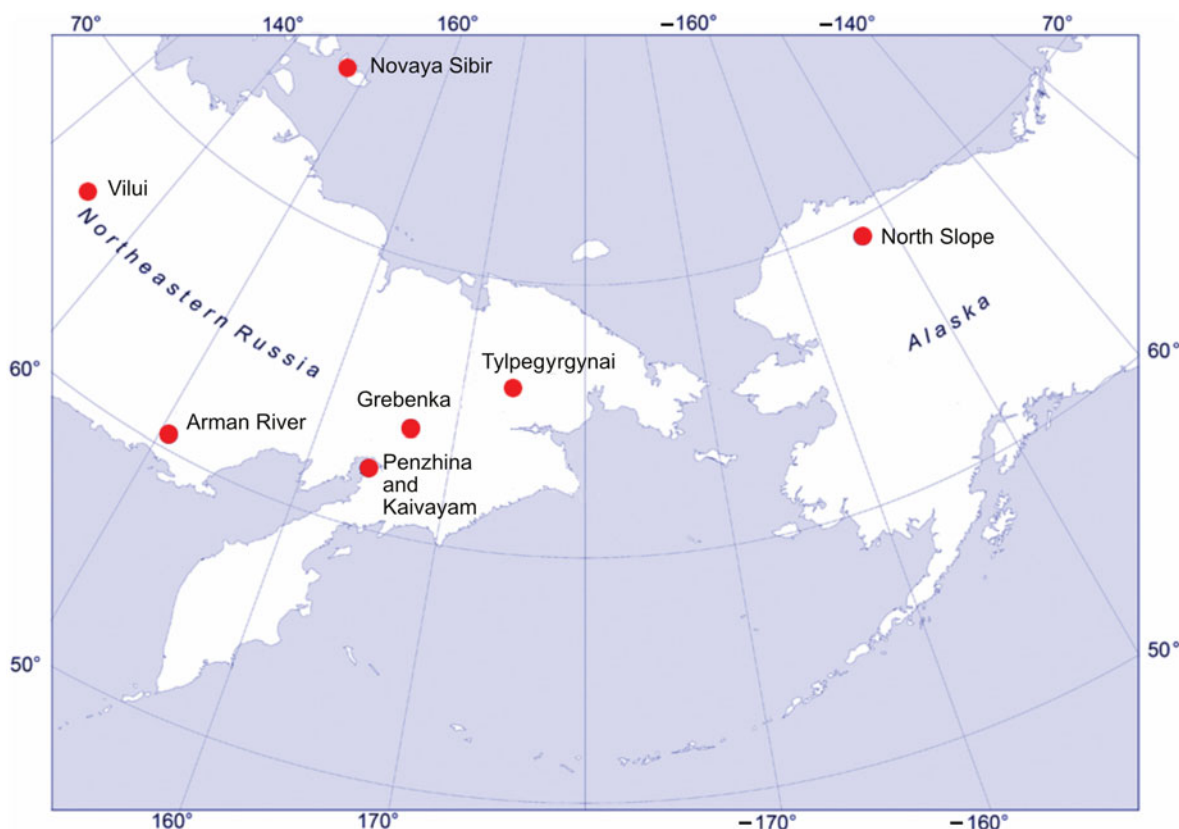 70° 140° 160° −160° −140° 70°
Novaya Sibir
Vilui
North Slope
Northeastern Russia
Alaska
60° 60°
Tylpegyrgynai
Grebenka
Arman River
Penzhina
and
Kaivayam
50° 50°
160° 170° −170° −160°